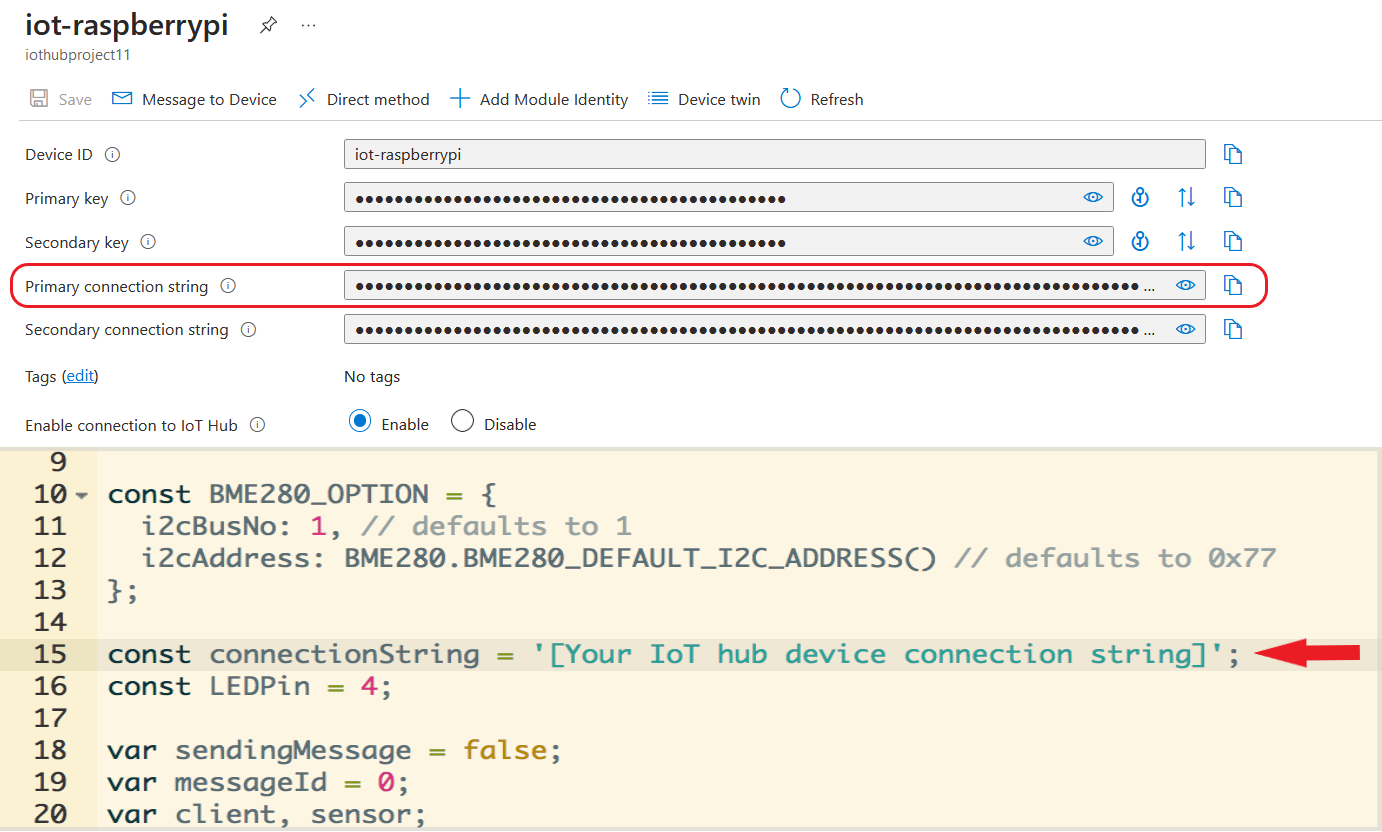 iot-raspberrypi ...
iothubproject11
Save Message to Device Direct method Add Module Identity Device twin Refresh
Device ID iot-raspberrypi
Primary key ••••••••••••••••••••••••••••••••••••••••••••
Secondary key ••••••••••••••••••••••••••••••••••••••••••••
Primary connection string ••••••••••••••••••••••••••••••••••••••••••••••••••••••••••••••••••••••••••••••••...
Secondary connection string ••••••••••••••••••••••••••••••••••••••••••••••••••••••••••••••••••••••••••••••••...
Tags (edit) No tags
Enable connection to IoT Hub Enable Disable
9
10 const BME280_OPTION = {
11 i2cBusNo: 1, // defaults to 1
12 i2cAddress: BME280.BME280_DEFAULT_I2C_ADDRESS() // defaults to 0x77
13 };
14
15 const connectionString = '[Your IoT hub device connection string]';
16 const LEDPin = 4;
17
18 var sendingMessage = false;
19 var messageId = 0;
20 var client, sensor;